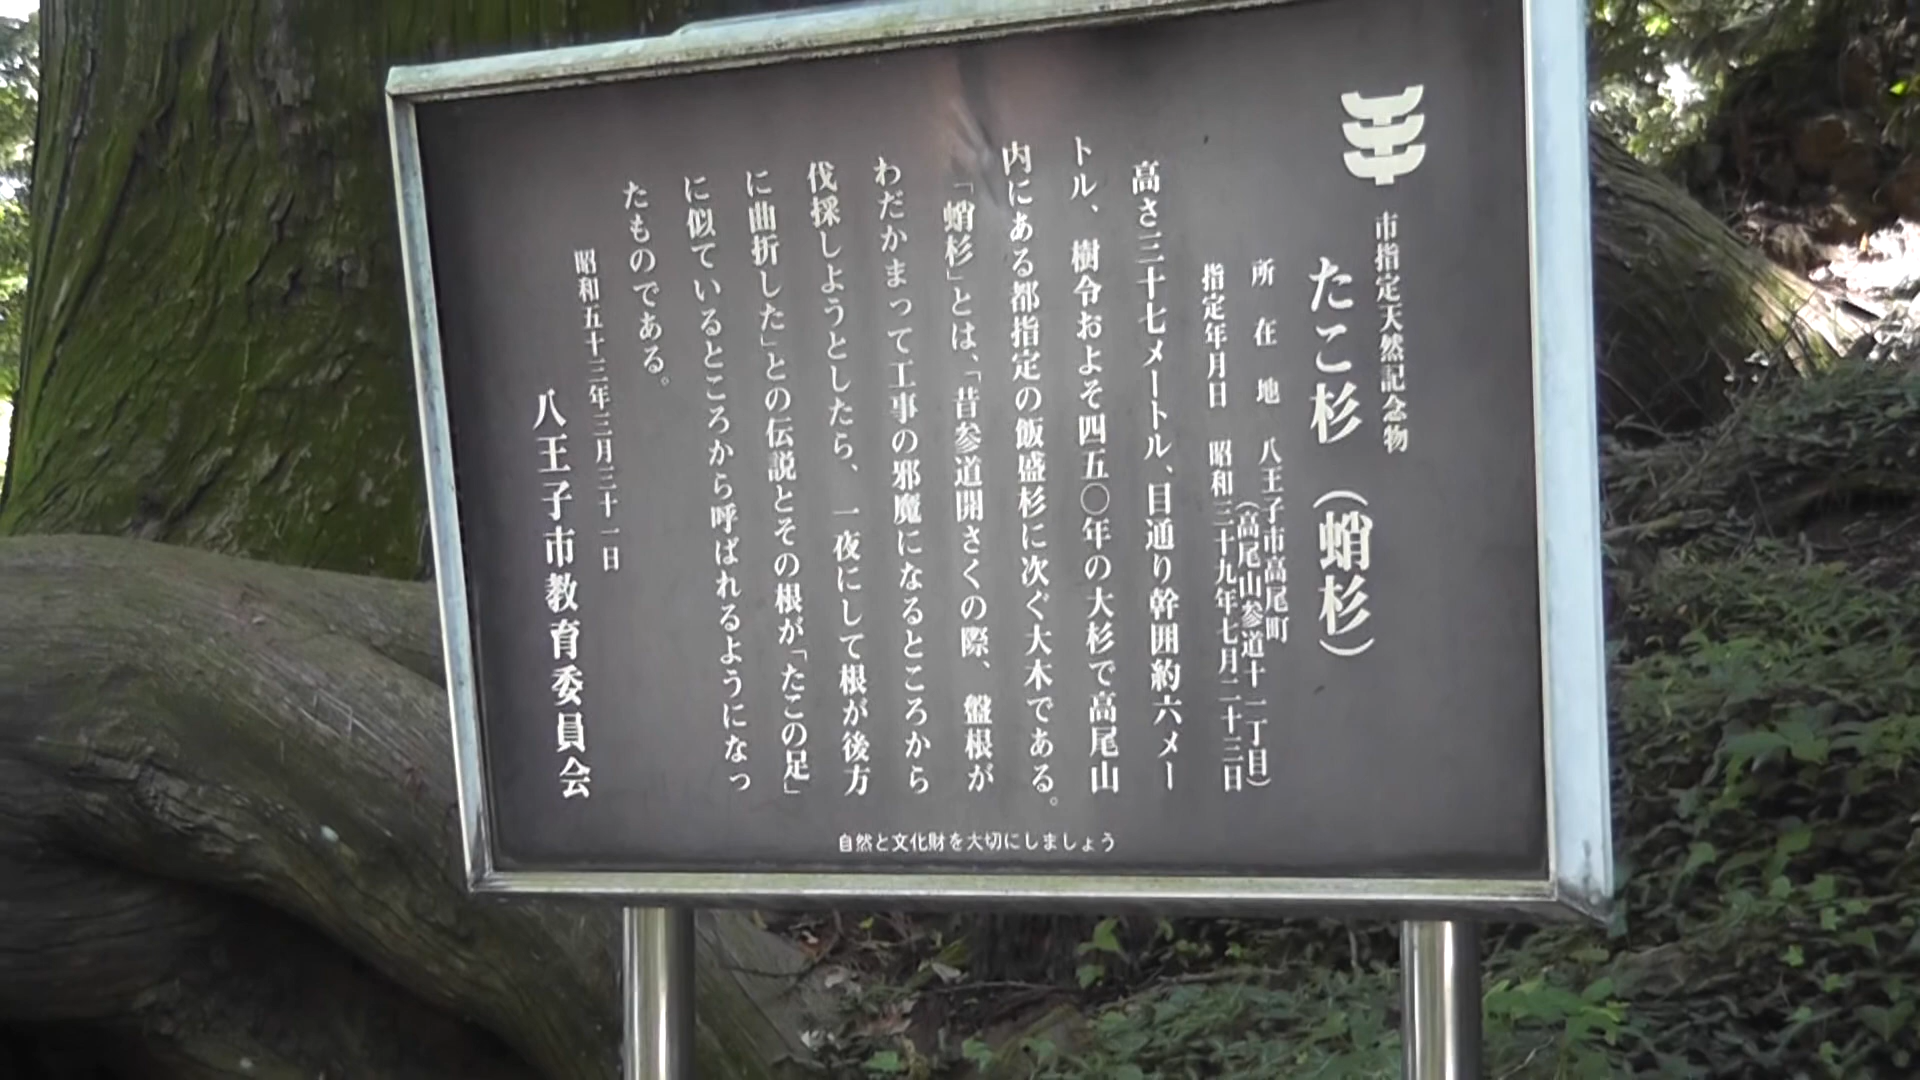 市指定天然記念物
たこ杉（蛸杉）
所在地 八王子市高尾町
（高尾山参道十一丁目）
指定年月日 昭和三十九年七月二十三日
高さ三十七メートル、目通り幹囲約六メー
トル、樹令およそ四五〇年の大杉で高尾山
内にある都指定の飯盛杉に次ぐ大木である。
「蛸杉」とは、「昔参道開さくの際、盤根が
わだかまって工事の邪魔になるところから
伐採しようとしたら、一夜にして根が後方
に曲折した」との伝説とその根が「たこの足」
に似ているところから呼ばれるようになっ
たものである。
昭和五十三年三月三十一日
八王子市教育委員会
自然と文化財を大切にしましょう